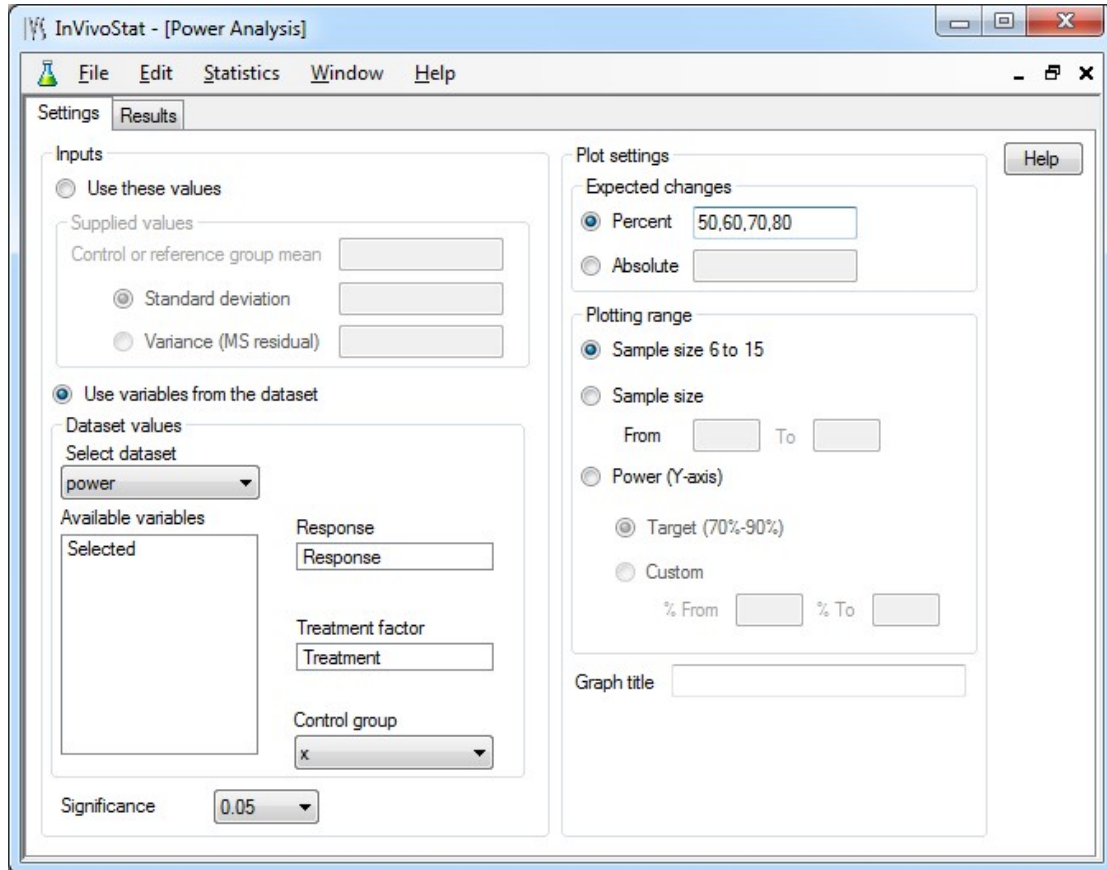 InVivoStat - [Power Analysis]
File Edit Statistics Window Help
Settings Results
Inputs
Use these values
Supplied values
Control or reference group mean
Standard deviation
Variance (MS residual)
Use variables from the dataset
Dataset values
Select dataset
power
Available variables
Selected
Response
Response
Treatment factor
Treatment
Control group
x
Significance 0.05
Plot settings
Expected changes
Percent 50,60,70,80
Absolute
Plotting range
Sample size 6 to 15
Sample size
From To
Power (Y-axis)
Target (70%-90%)
Custom
% From % To
Graph title
Help